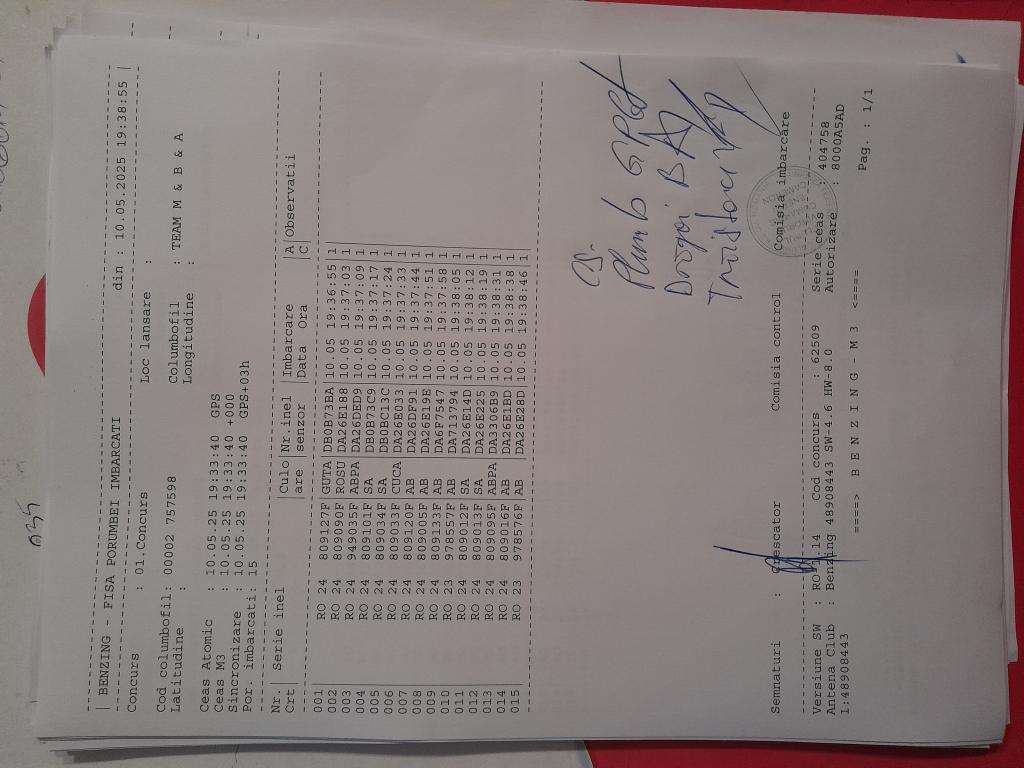 | BENZING - FISA PORUMBEI IMBARCATI din : 10.05.2025 19:38:55 |
Concurs : 01.Concurs Loc lansare :
Cod columbofil: 00002 757598 Columbofil : TEAM M & B & A
Latitudine : Longitudine :
Ceas Atomic : 10.05.25 19:33:40 GPS
Ceas M3 : 10.05.25 19:33:40 +000
Sincronizare : 10.05.25 19:33:40 GPS+03h
Por. imbarcati: 15
Nr. | Serie inel |Culo |Nr.inel |Imbarcare |A |Observatii
Crt| |are |senzor |Data Ora |C |
001 | RO 24 809127F |GUTA |DB0B73BA |10.05 19:36:55 | 1 |
002 | RO 24 809090F |ROSU |DA26E188 |10.05 19:37:03 | 1 |
003 | RO 24 949035F |ABPA |DA26DED9 |10.05 19:37:09 | 1 |
004 | RO 24 809101F |SA |DB0B73C9 |10.05 19:37:17 | 1 |
005 | RO 24 809034F |SA |DB0BC13C |10.05 19:37:24 | 1 |
006 | RO 24 809033F |CUCA |DA26E033 |10.05 19:37:33 | 1 |
007 | RO 24 809120F |AB |DA26DF91 |10.05 19:37:44 | 1 |
008 | RO 24 809005F |AB |DA26E19E |10.05 19:37:51 | 1 |
009 | RO 24 809133F |AB |DA6F7547 |10.05 19:37:58 | 1 |
010 | RO 23 978557F |AB |DA713794 |10.05 19:38:05 | 1 |
011 | RO 24 809012F |SA |DA26E14D |10.05 19:38:12 | 1 |
012 | RO 24 809013F |SA |DA26E225 |10.05 19:38:19 | 1 |
013 | RO 24 809095F |ABPA |DA3306B9 |10.05 19:38:31 | 1 |
014 | RO 24 809016F |AB |DA26E1BD |10.05 19:38:38 | 1 |
015 | RO 23 978576F |AB |DA26E28D |10.05 19:38:46 | 1 |
Plumb
Semnaturi : Crescator Comisia control Comisia imbarcare
Versiune SW : RO 1.14 Cod concurs : 62509 Serie ceas : 404758
Antena Club : Benzing 48908443 SW-4.6 HW-8.0 Autorizare : 8000A5AD
1:48908443
====> B E N Z I N G - M 3 <====
Pag. : 1/1